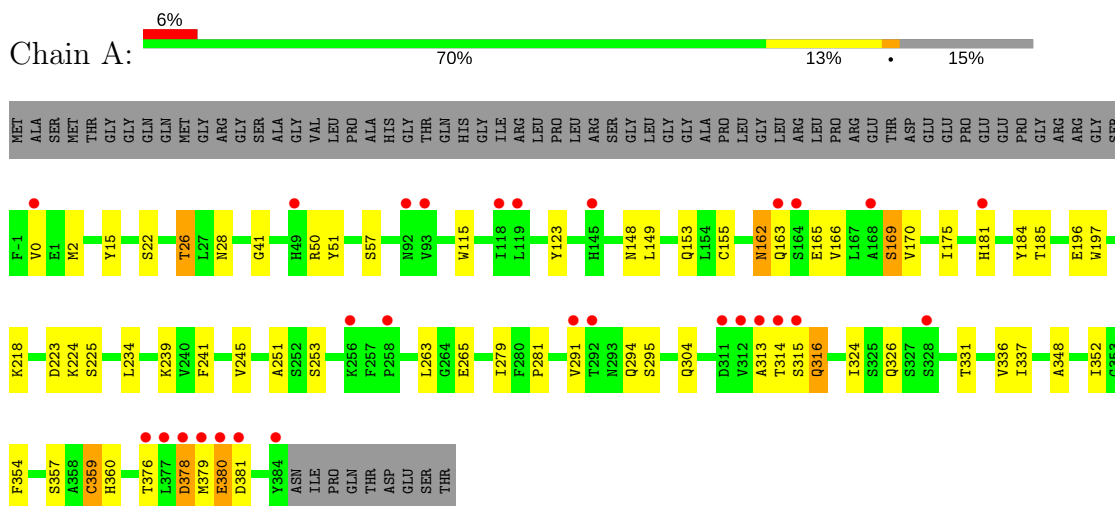 6%
Chain A:
70% 13% • 15%
MET ALA SER MET THR GLY GLY GLN GLN MET GLY ARG GLY SER ALA GLY VAL LEU PRO ALA HIS GLY THR GLN HIS GLY ILE ARG LEU PRO LEU ARG SER GLY LEU GLY GLY ALA PRO LEU GLY LEU ARG LEU PRO ARG GLU THR ASP GLU GLU PRO GLU GLU PRO GLY ARG ARG GLY SER
F-1 V0 E1 M2 Y15 S22 T26 L27 N28 G41 H49 R50 Y51 S57 N92 V93 W115 I118 L119 Y123 H145 N148 L149 Q153 L154 C155 N162 Q163 S164 E165 V166 L167 A168 S169 V170 I175 H181 Y184 T185 E196 W197
K218 D223 K224 S225 L234 K239 V240 F241 V245 A251 S252 S253 K256 F257 P258 L263 G264 E265 I279 F280 P281 V291 T292 N293 Q294 S295 Q304 D311 V312 A313 T314 S315 Q316 I324 S325 Q326 S327 S328 T331 V336 I337 A348 I352 G353
F354 S357 A358 C359 H360 T376 L377 D378 M379 E380 D381 Y384 ASN ILE PRO GLN THR ASP GLU SER THR